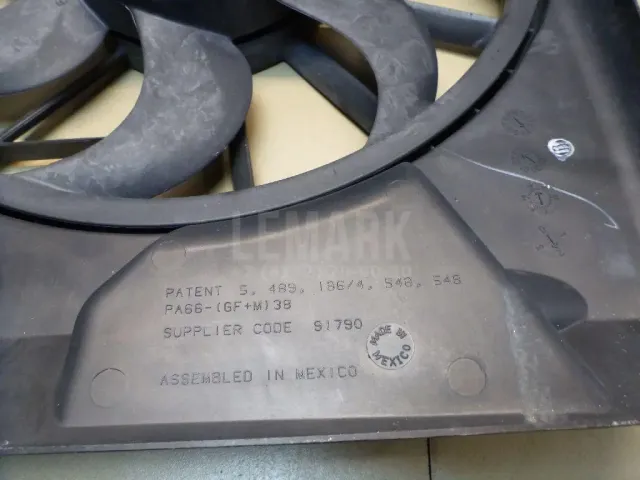 LEMARK
PATENT 5, 489, 186/4, 548, 548
PA66-(GF+M)38
SUPPLIER CODE 91790
MADE IN
MEXICO
ASSEMBLED IN MEXICO